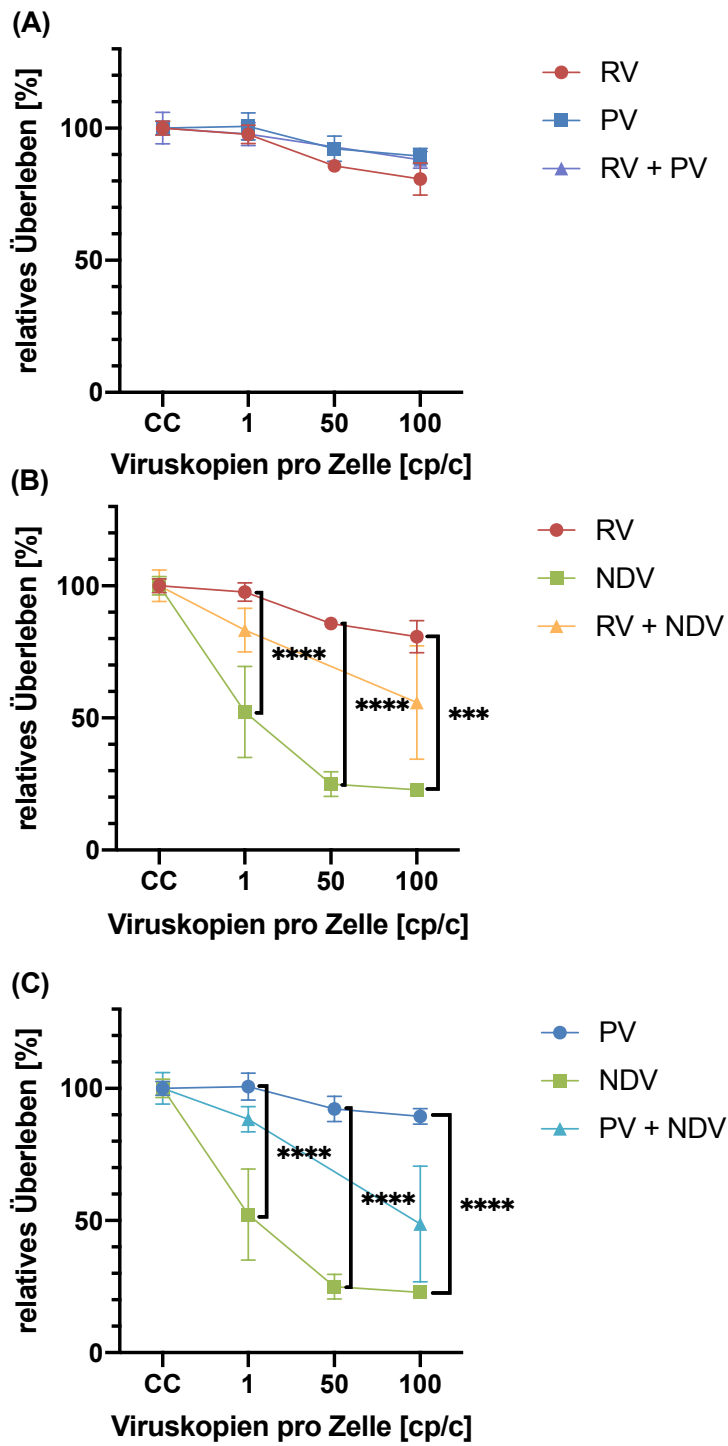 (A)
relatives Überleben [%]
100
50
0
CC 1 50 100
Viruskopien pro Zelle [cp/c]
RV
PV
RV + PV
(B)
relatives Überleben [%]
100
50
0
CC 1 50 100
Viruskopien pro Zelle [cp/c]
****
****
***
RV
NDV
RV + NDV
(C)
relatives Überleben [%]
100
50
0
CC 1 50 100
Viruskopien pro Zelle [cp/c]
****
****
****
PV
NDV
PV + NDV